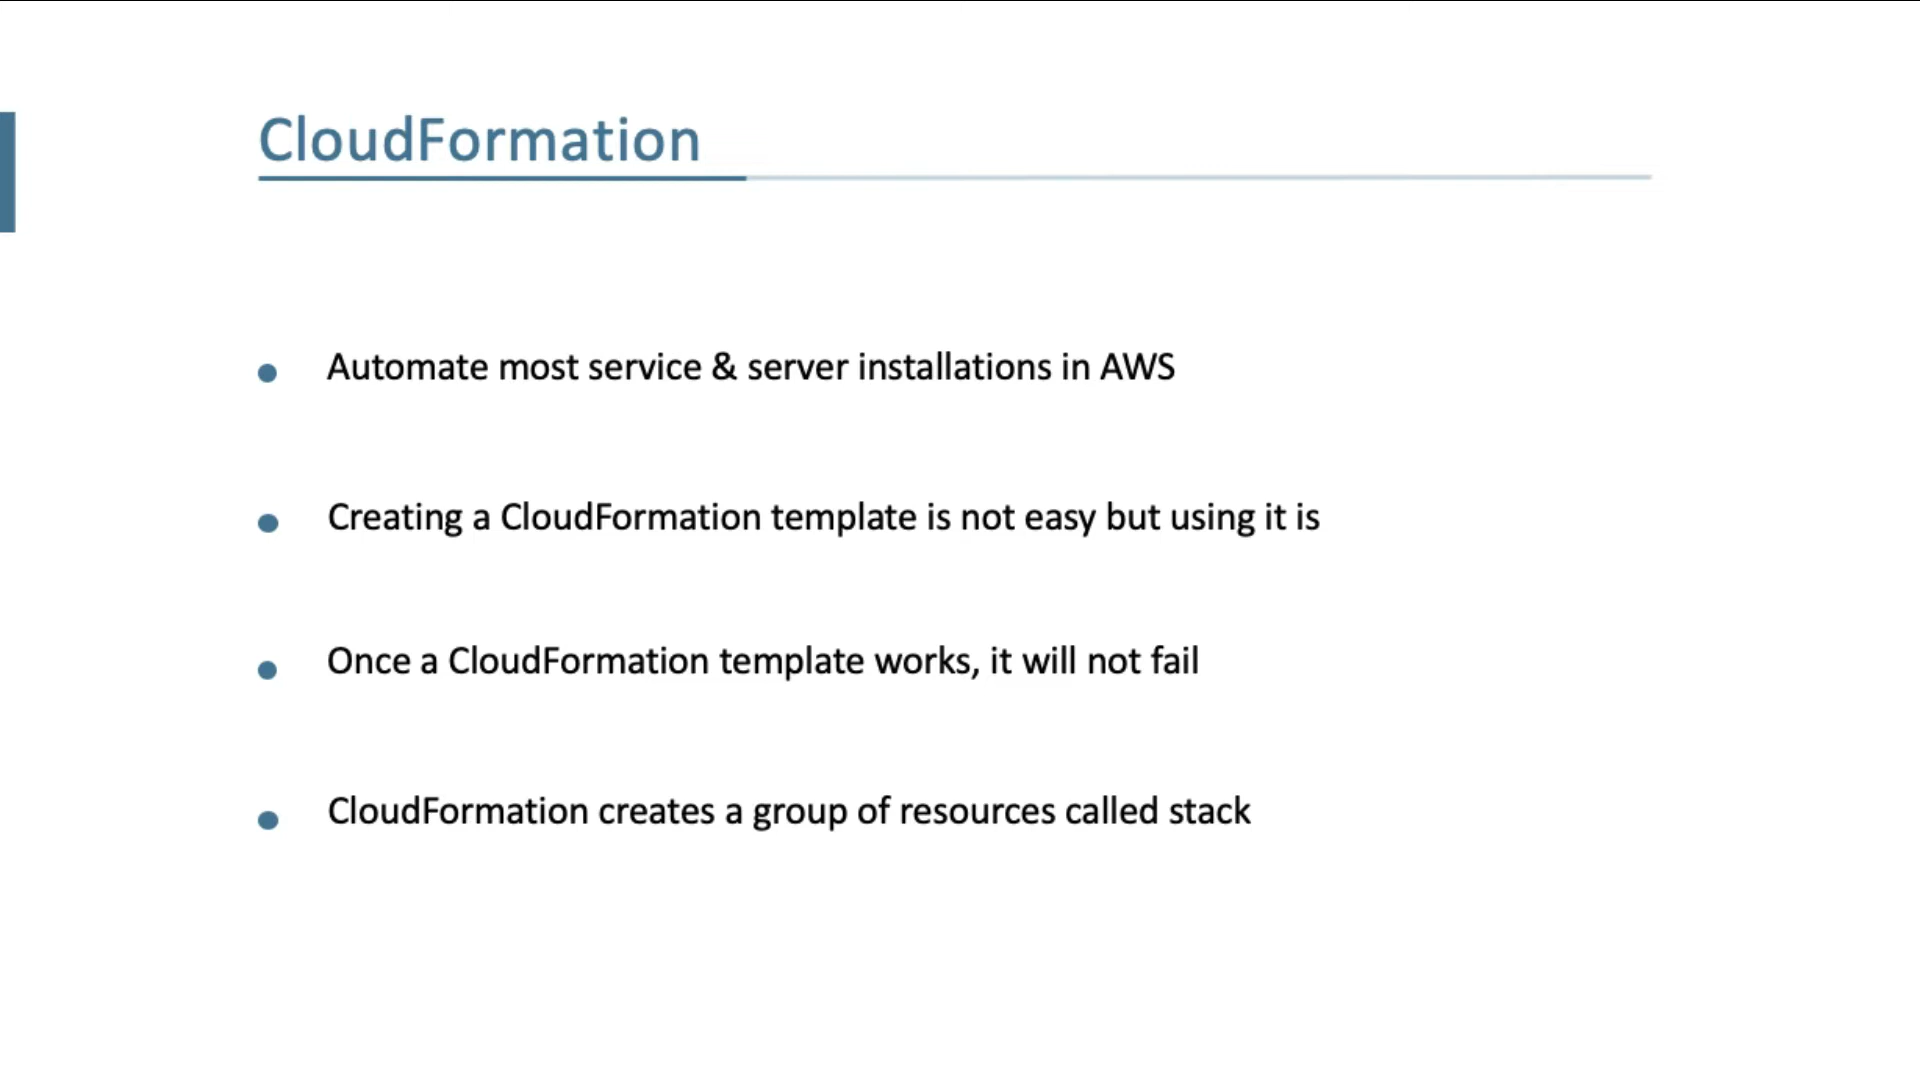 CloudFormation
Automate most service & server installations in AWS
Creating a CloudFormation template is not easy but using it is
Once a CloudFormation template works, it will not fail
CloudFormation creates a group of resources called stack